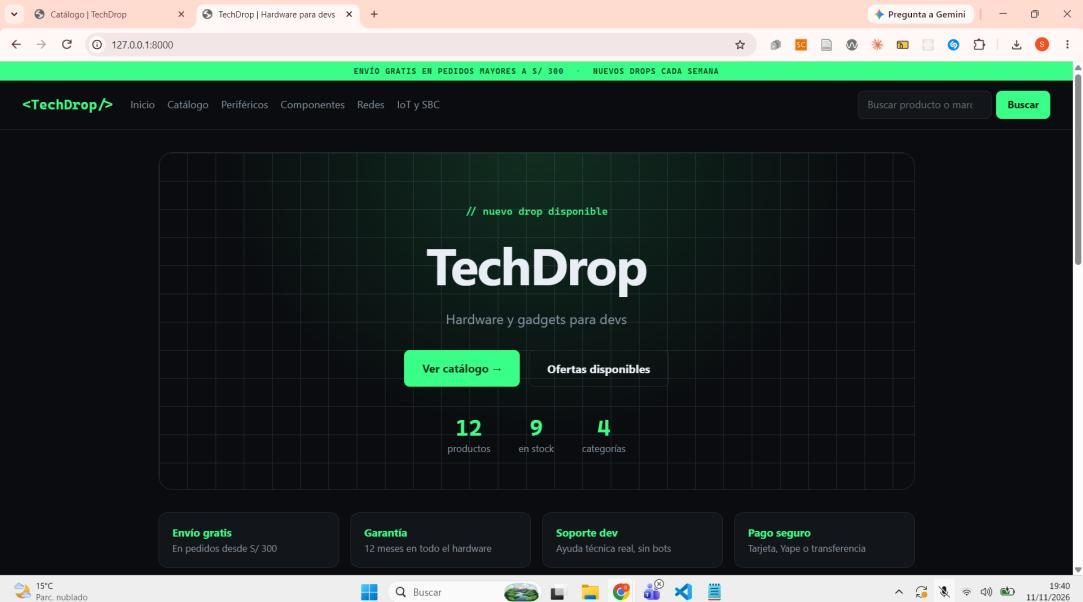 Catálogo | TechDrop
TechDrop | Hardware para devs
Pregunta a Gemini
127.0.0.1:8000
ENVÍO GRATIS EN PEDIDOS MAYORES A S/ 300 · NUEVOS DROPS CADA SEMANA
<TechDrop/> Inicio Catálogo Periféricos Componentes Redes IoT y SBC Buscar producto o marc Buscar
// nuevo drop disponible
TechDrop
Hardware y gadgets para devs
Ver catálogo → Ofertas disponibles
12 9 4
productos en stock categorías
Envío gratis
En pedidos desde S/ 300
Garantía
12 meses en todo el hardware
Soporte dev
Ayuda técnica real, sin bots
Pago seguro
Tarjeta, Yape o transferencia
15°C
Parc. nublado
Buscar
19:40
11/11/2026